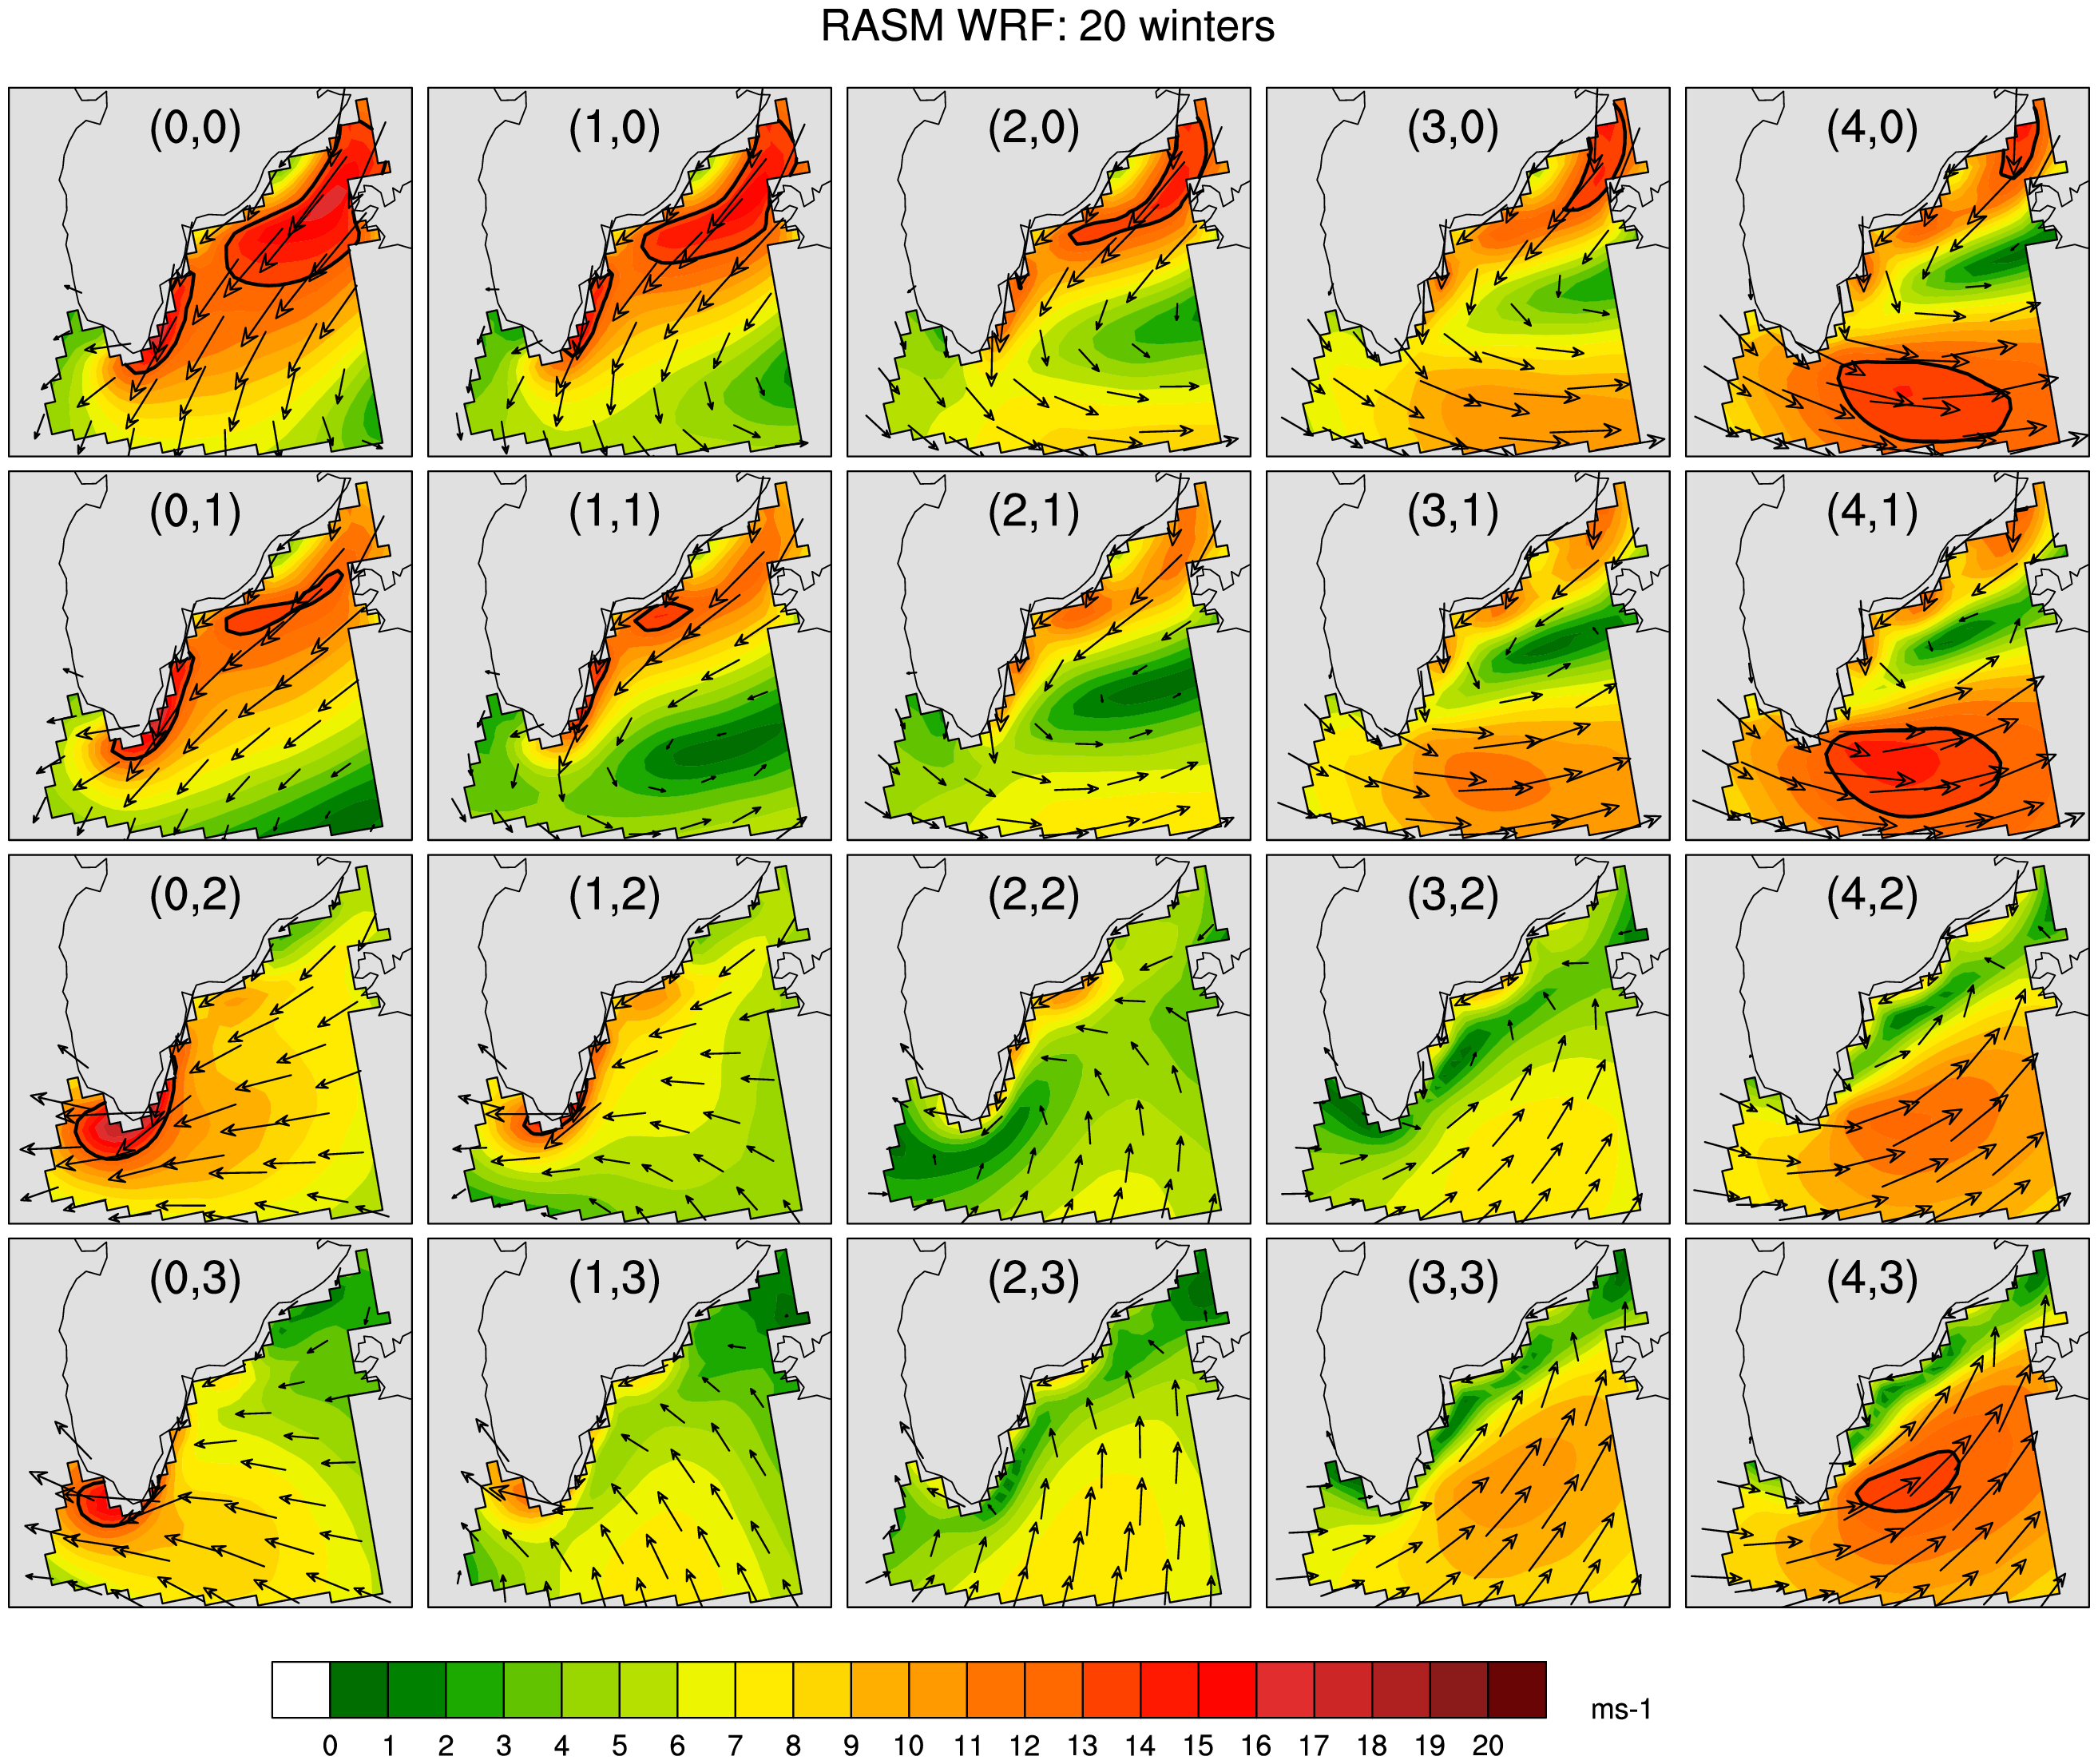 RASM WRF: 20 winters
(0,0) (1,0) (2,0) (3,0) (4,0)
(0,1) (1,1) (2,1) (3,1) (4,1)
(0,2) (1,2) (2,2) (3,2) (4,2)
(0,3) (1,3) (2,3) (3,3) (4,3)
ms-1
0 1 2 3 4 5 6 7 8 9 10 11 12 13 14 15 16 17 18 19 20